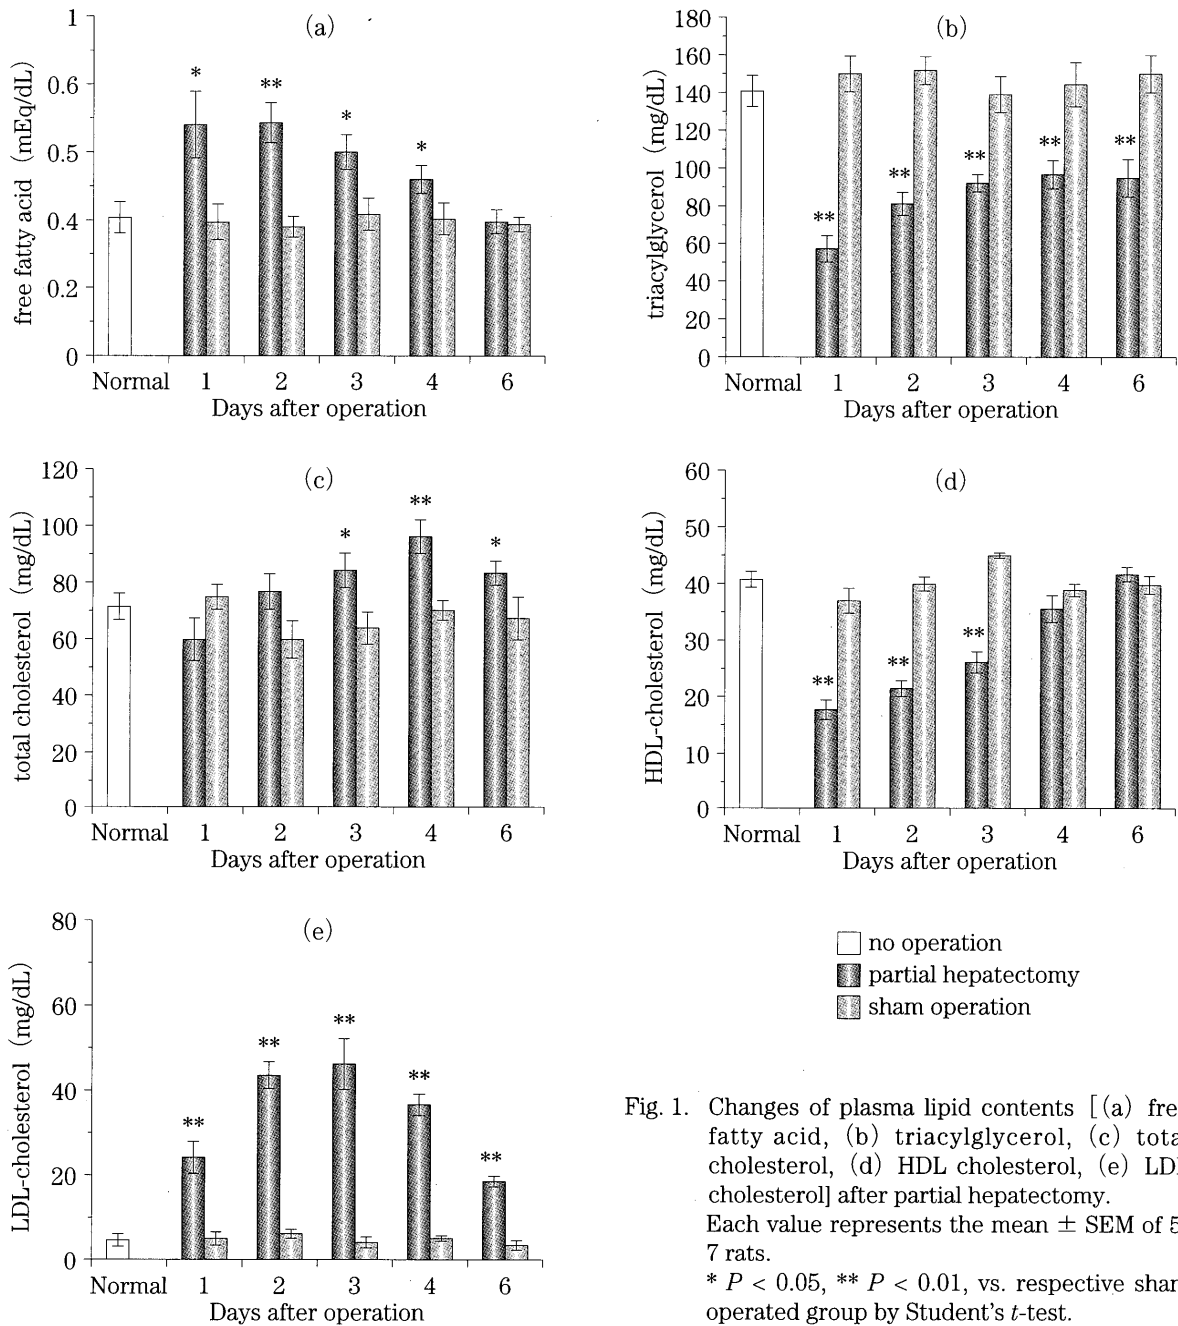 (a)
1
0.6
0.5
0.4
0.2
0
free fatty acid (mEq/dL)
* ** * *
Normal 1 2 3 4 6
Days after operation
(b)
180
160
140
120
100
80
60
40
20
0
triacylglycerol (mg/dL)
** ** ** ** **
Normal 1 2 3 4 6
Days after operation
(c)
120
100
80
60
40
20
0
total cholesterol (mg/dL)
* ** *
Normal 1 2 3 4 6
Days after operation
(d)
60
50
40
30
20
10
0
HDL-cholesterol (mg/dL)
** ** **
Normal 1 2 3 4 6
Days after operation
(e)
80
60
40
20
0
LDL-cholesterol (mg/dL)
** ** ** ** **
Normal 1 2 3 4 6
Days after operation
no operation
partial hepatectomy
sham operation
Fig. 1. Changes of plasma lipid contents [(a) fre
fatty acid, (b) triacylglycerol, (c) tota
cholesterol, (d) HDL cholesterol, (e) LDL
cholesterol] after partial hepatectomy.
Each value represents the mean ± SEM of 5
7 rats.
* P < 0.05, ** P < 0.01, vs. respective sham
operated group by Student's t-test.